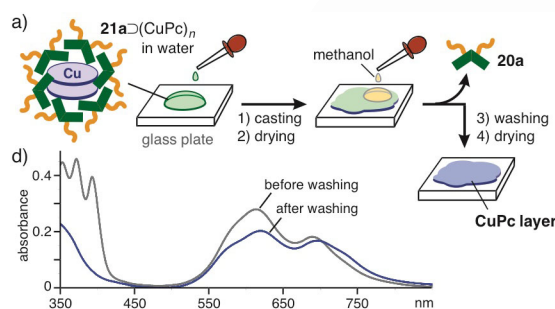 a) 21a⊃(CuPc)n
in water
Cu
glass plate
1) casting
2) drying
methanol
20a
3) washing
4) drying
CuPc layer
d)
absorbance
0.4
0.2
0
before washing
after washing
350 450 550 650 750 nm